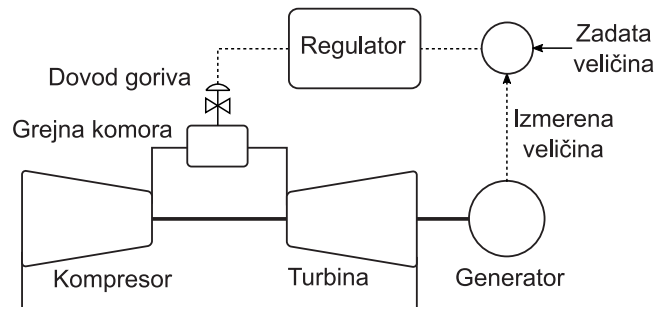 Regulator
Zadata
veličina
Dovod goriva
Grejna komora
Izmerena
veličina
Kompresor
Turbina
Generator